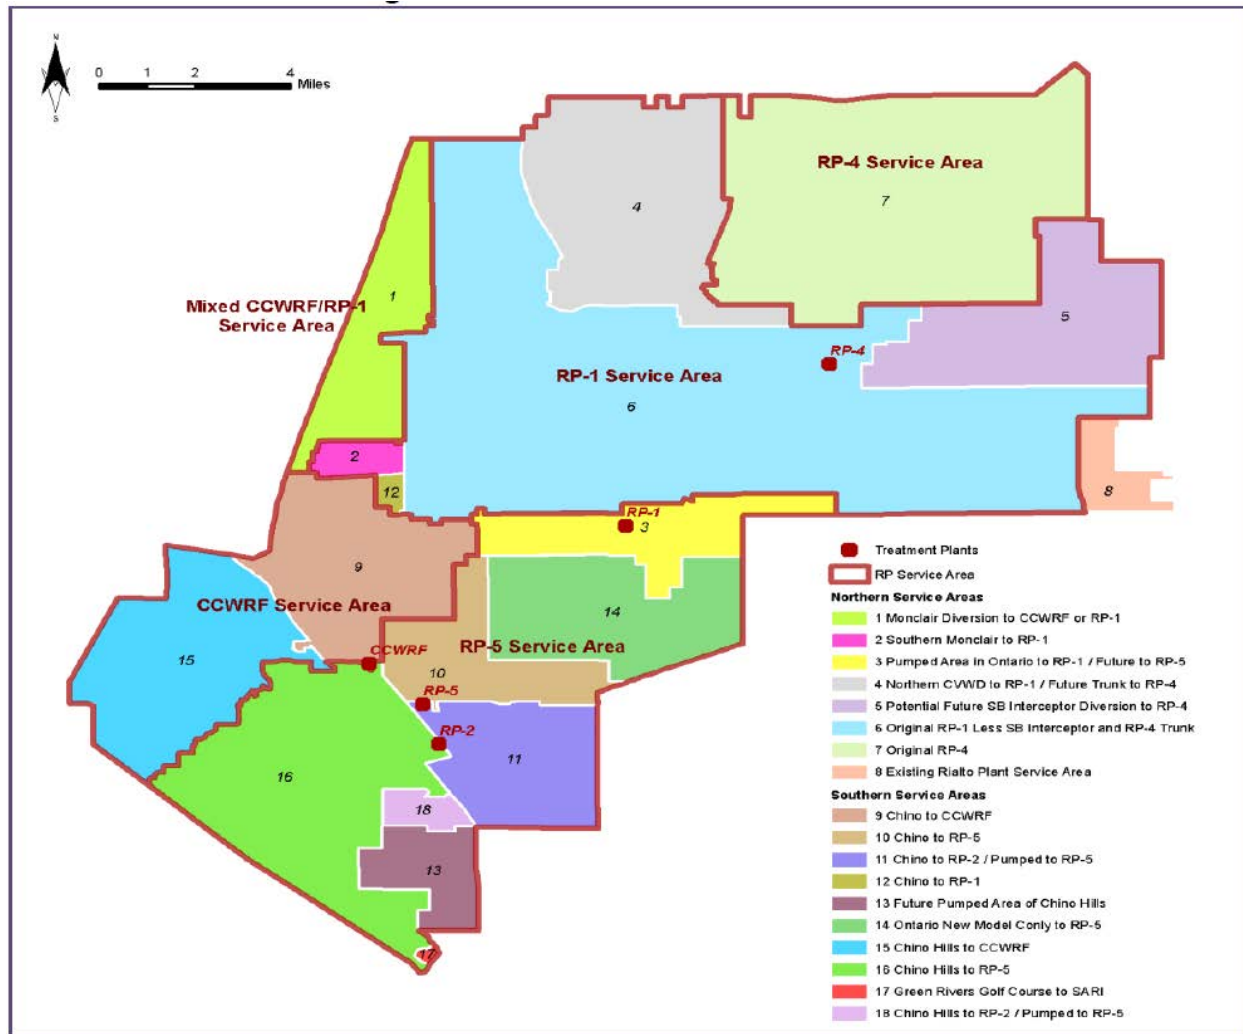 N
S
0 1 2 4
Miles
RP-4 Service Area
7
4
Mixed CCWRF/RP-1
Service Area
1
5
RP-4
RP-1 Service Area
6
2
12
8
RP-1
3
9
CCWRF Service Area
14
RP-5 Service Area
15
CCWRF
10
RP-5
RP-2
11
16
18
13
17
Treatment Plants
RP Service Area
Northern Service Areas
1 Monclair Diversion to CCWRF or RP-1
2 Southern Monclair to RP-1
3 Pumped Area in Ontario to RP-1 / Future to RP-5
4 Northern CVWD to RP-1 / Future Trunk to RP-4
5 Potential Future SB Interceptor Diversion to RP-4
6 Original RP-1 Less SB Interceptor and RP-4 Trunk
7 Original RP-4
8 Existing Rialto Plant Service Area
Southern Service Areas
9 Chino to CCWRF
10 Chino to RP-5
11 Chino to RP-2 / Pumped to RP-5
12 Chino to RP-1
13 Future Pumped Area of Chino Hills
14 Ontario New Model Conly to RP-5
15 Chino Hills to CCWRF
16 Chino Hills to RP-5
17 Green Rivers Golf Course to SARI
18 Chino Hills to RP-2 / Pumped to RP-5